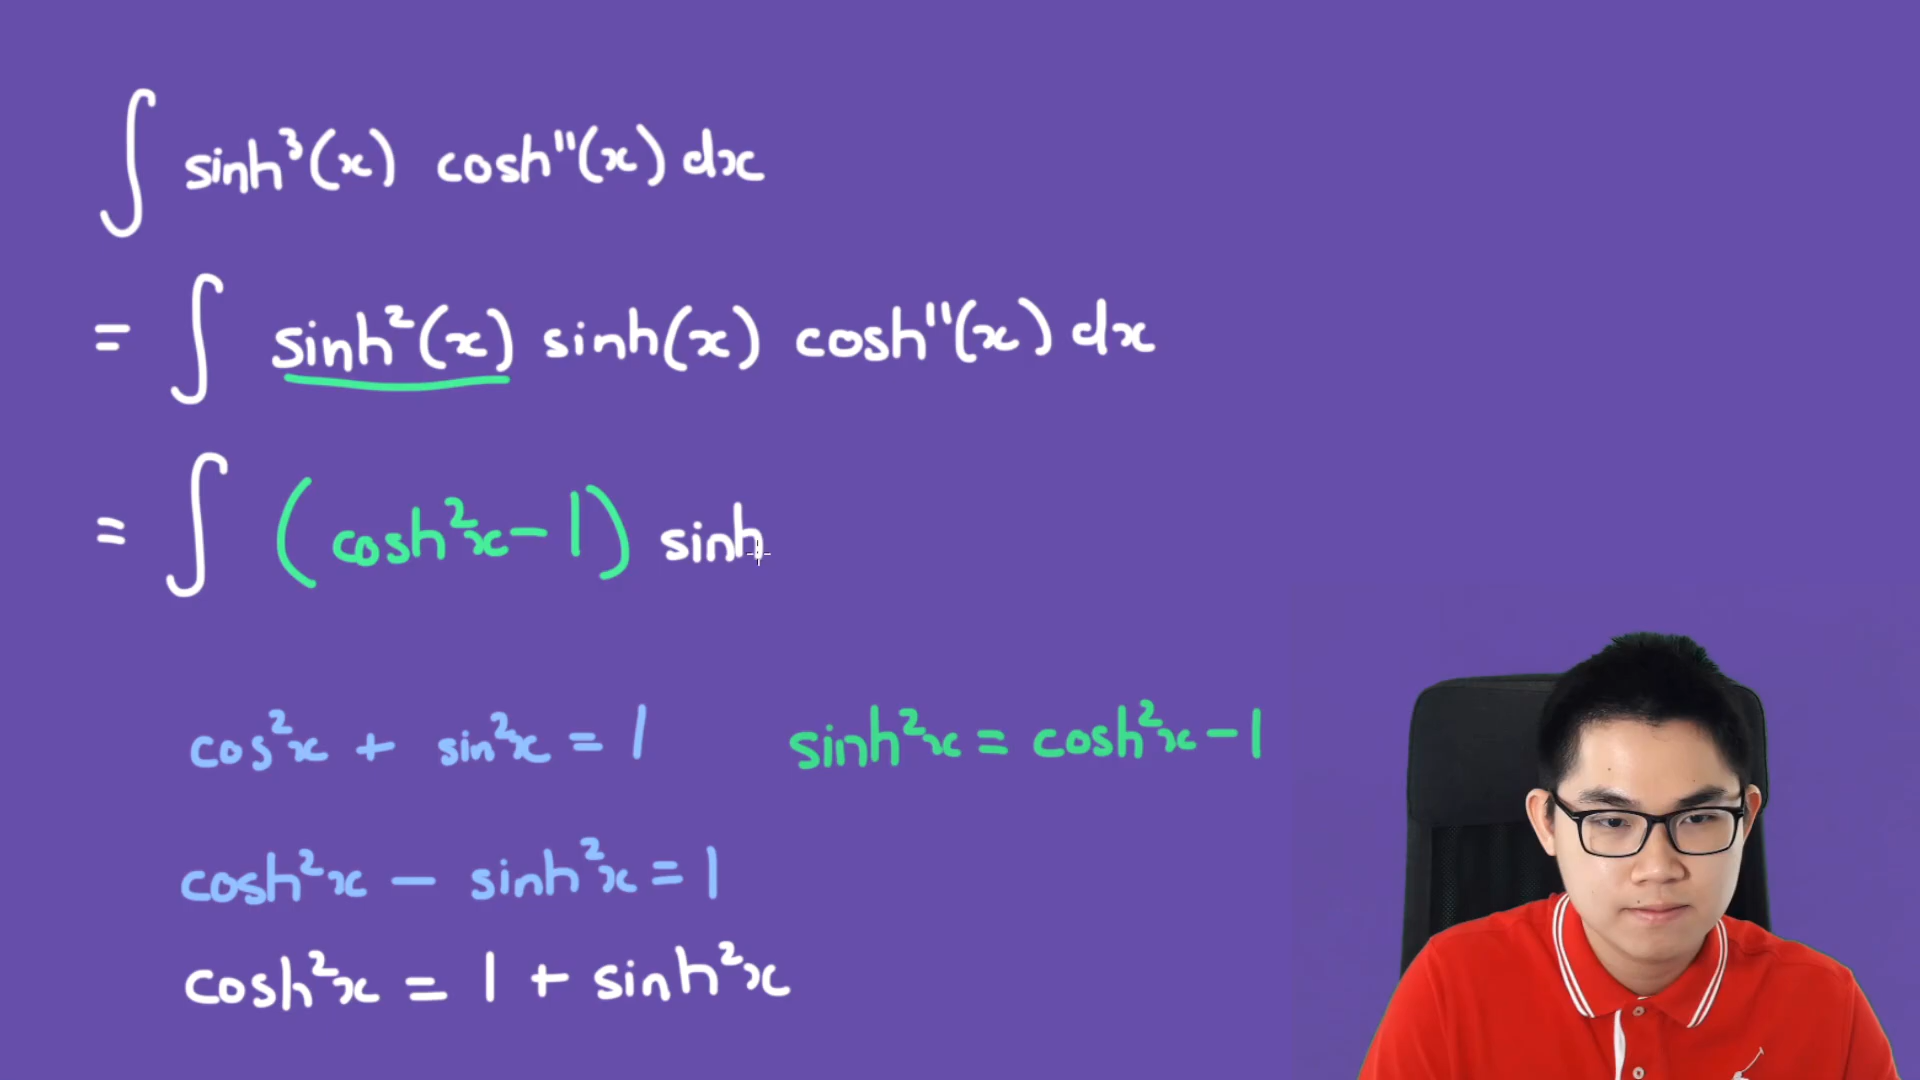 ∫ sinh³(x) cosh¹¹(x) dx
= ∫ sinh²(x) sinh(x) cosh¹¹(x) dx
= ∫ (cosh²x - 1) sinh
cos²x + sin²x = 1
sinh²x = cosh²x - 1
cosh²x - sinh²x = 1
cosh²x = 1 + sinh²x